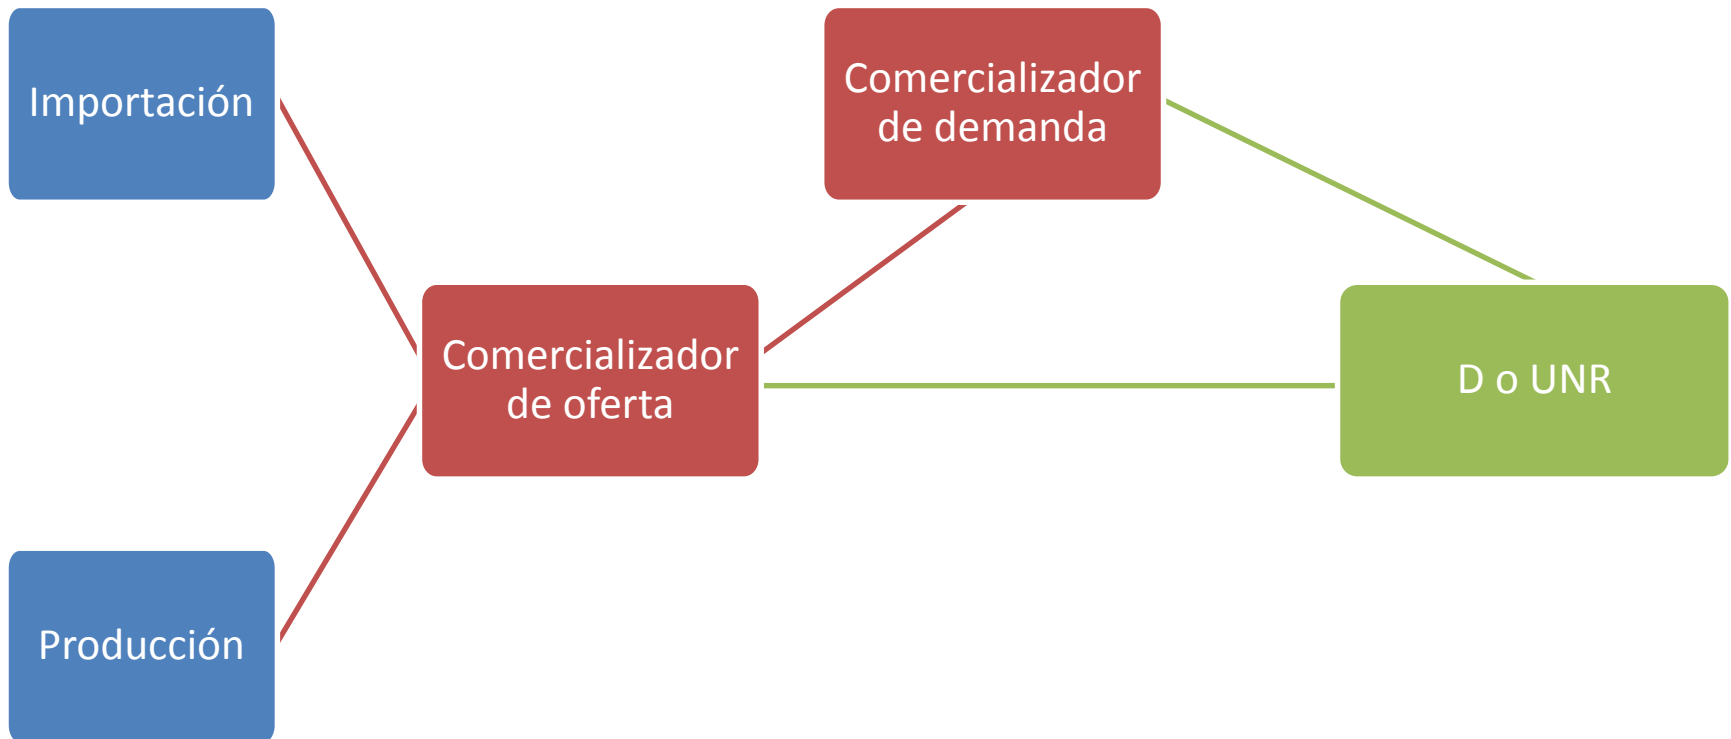 Importación
Comercializador
de demanda
Comercializador
de oferta
D o UNR
Producción